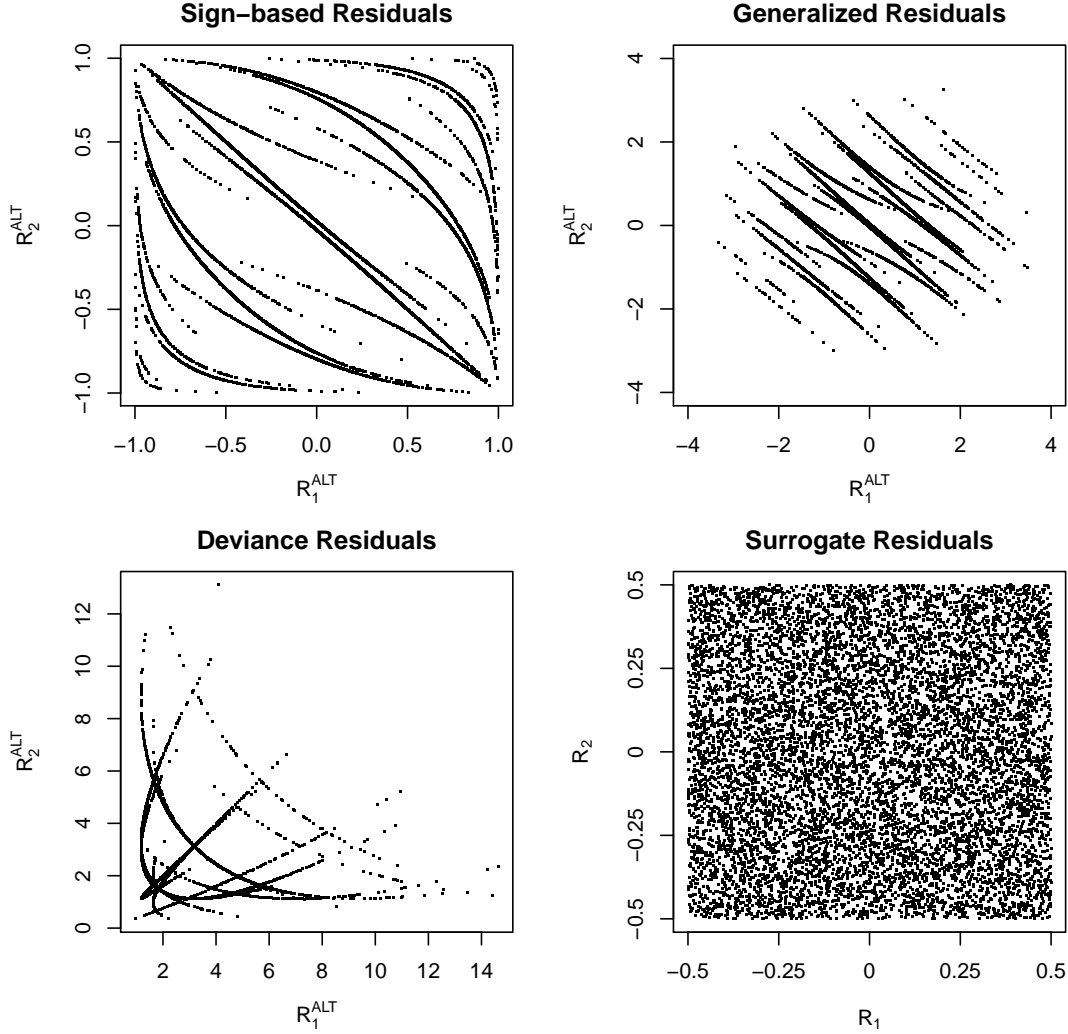 Sign−based Residuals
−1.0 −0.5 0.0 0.5 1.0
−1.0 −0.5 0.0 0.5 1.0
R₁ᴬᴸᵀ
R₂ᴬᴸᵀ
Generalized Residuals
−4 −2 0 2 4
−4 −2 0 2 4
R₁ᴬᴸᵀ
R₂ᴬᴸᵀ
Deviance Residuals
2 4 6 8 10 12 14
0 2 4 6 8 10 12
R₁ᴬᴸᵀ
R₂ᴬᴸᵀ
Surrogate Residuals
−0.5 −0.25 0 0.25 0.5
−0.5 −0.25 0 0.25 0.5
R₁
R₂